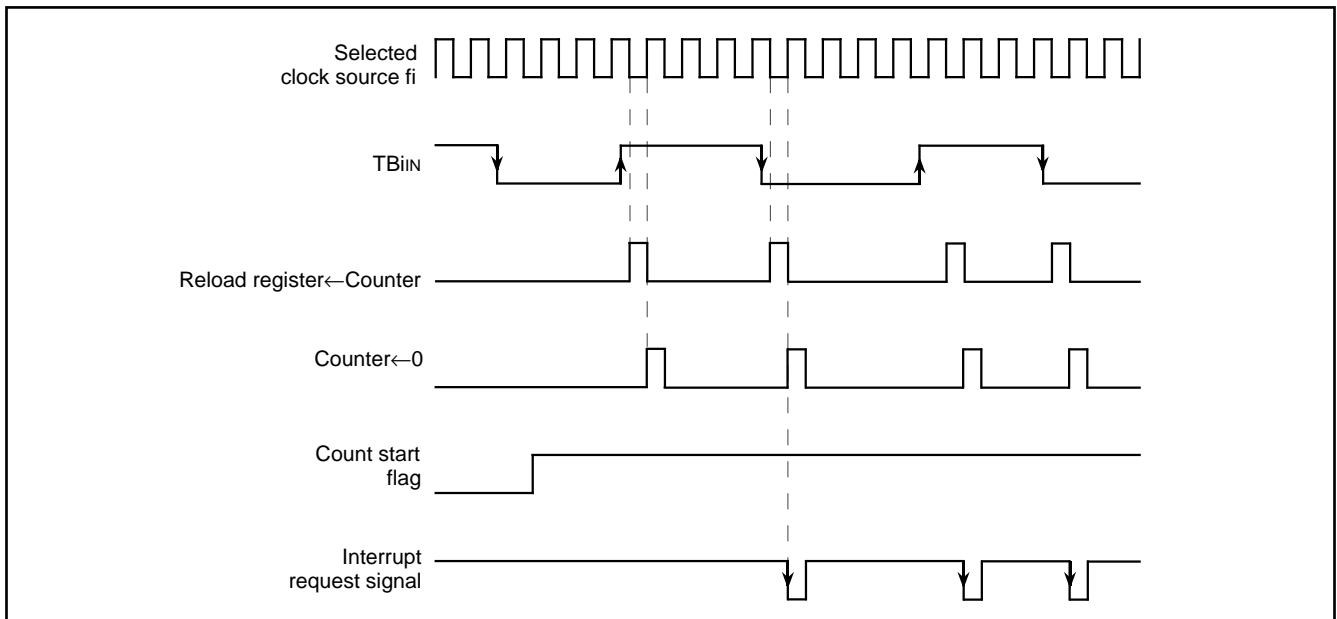 Selected
clock source fi
TBiIN
Reload register←Counter
Counter←0
Count start
flag
Interrupt
request signal